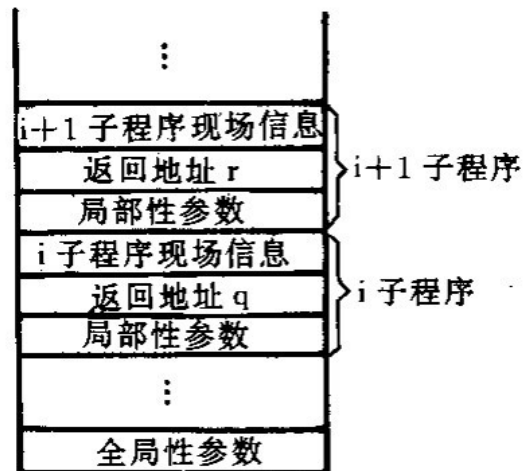 ⋮
i+1 子程序现场信息
返回地址 r
i+1 子程序
局部性参数
i 子程序现场信息
返回地址 q
i 子程序
局部性参数
⋮
全局性参数